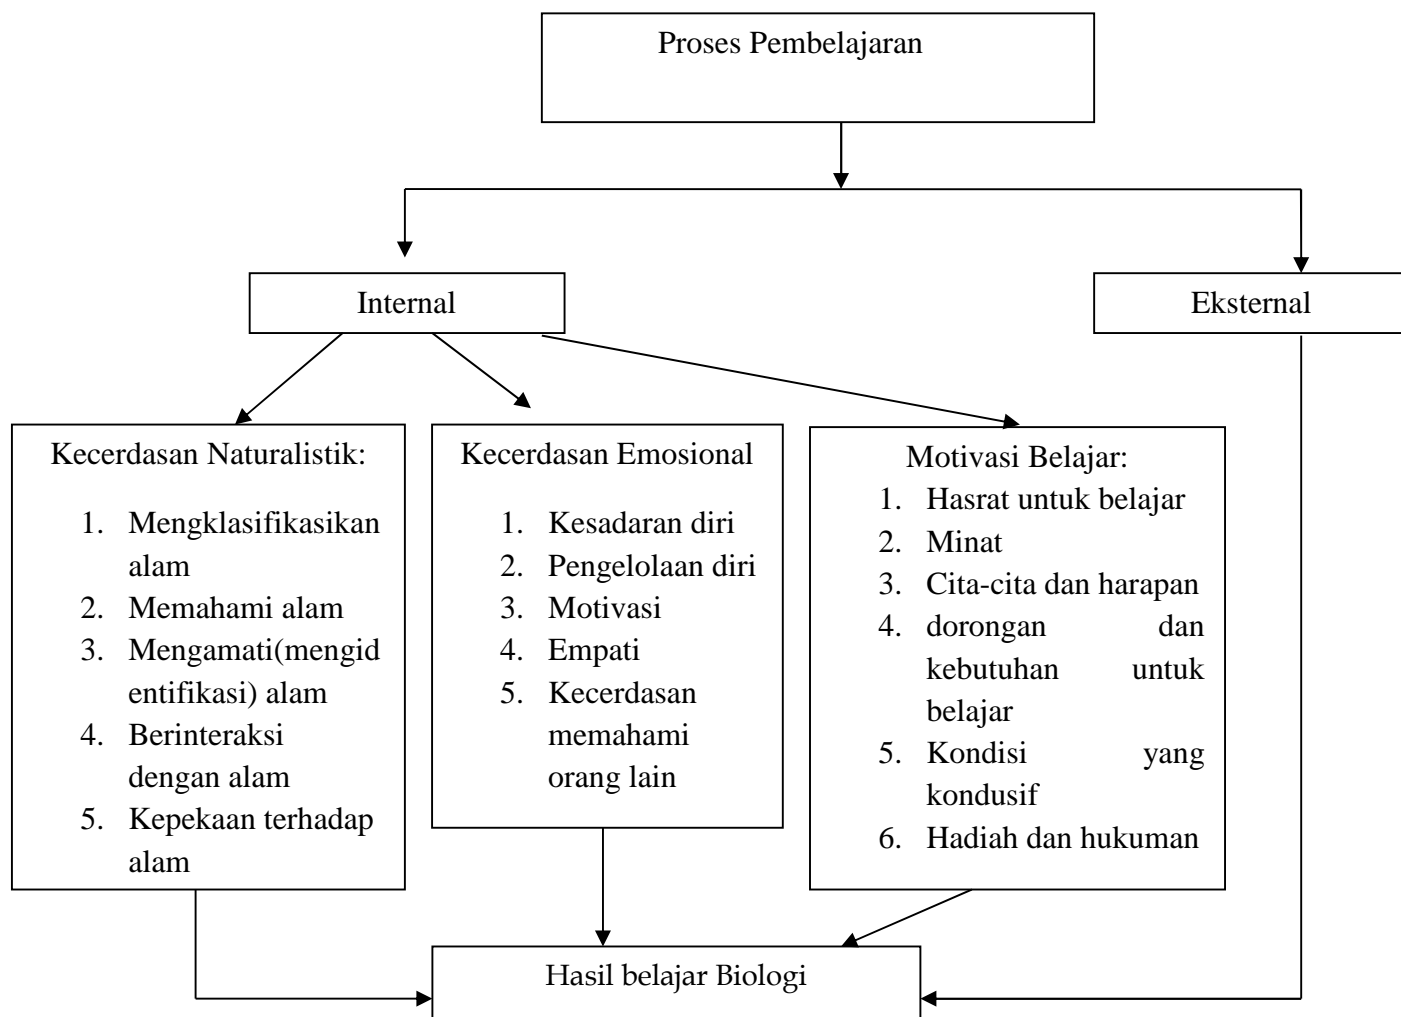 Proses Pembelajaran
Internal
Eksternal
Kecerdasan Naturalistik:
1. Mengklasifikasikan
alam
2. Memahami alam
3. Mengamati(mengid
entifikasi) alam
4. Berinteraksi
dengan alam
5. Kepekaan terhadap
alam
Kecerdasan Emosional
1. Kesadaran diri
2. Pengelolaan diri
3. Motivasi
4. Empati
5. Kecerdasan
memahami
orang lain
Motivasi Belajar:
1. Hasrat untuk belajar
2. Minat
3. Cita-cita dan harapan
4. dorongan dan
kebutuhan untuk
belajar
5. Kondisi yang
kondusif
6. Hadiah dan hukuman
Hasil belajar Biologi